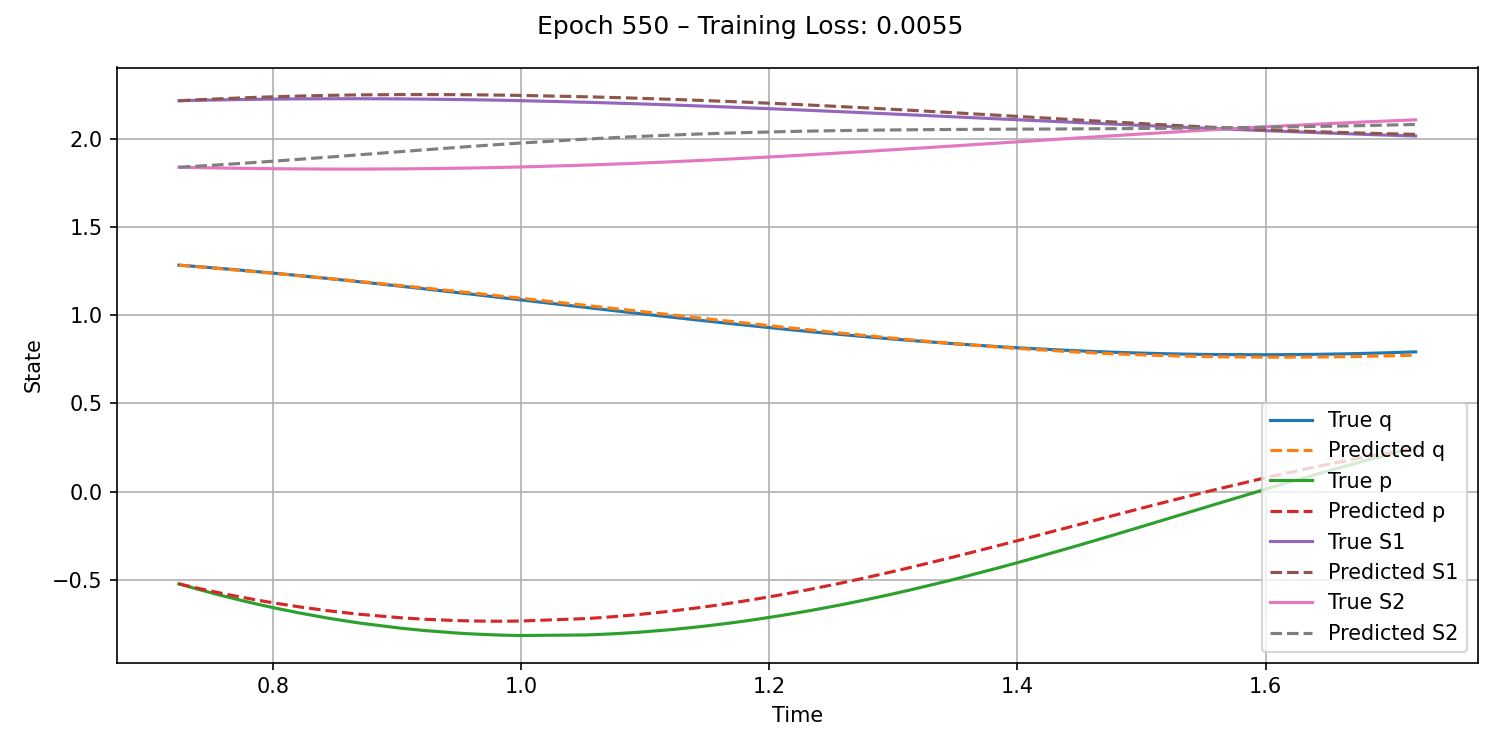 Epoch 550 – Training Loss: 0.0055
2.0
1.5
1.0
0.5
0.0
−0.5
State
True q
Predicted q
True p
Predicted p
True S1
Predicted S1
True S2
Predicted S2
0.8 1.0 1.2 1.4 1.6
Time